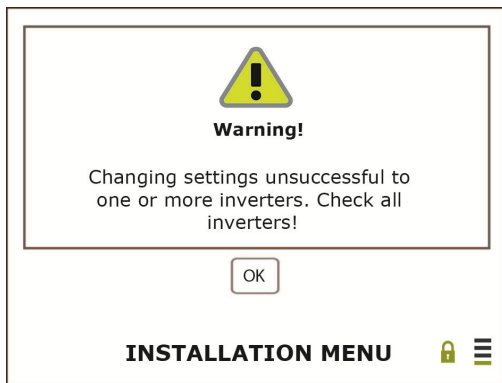 Warning!
Changing settings unsuccessful to
one or more inverters. Check all
inverters!
OK
INSTALLATION MENU